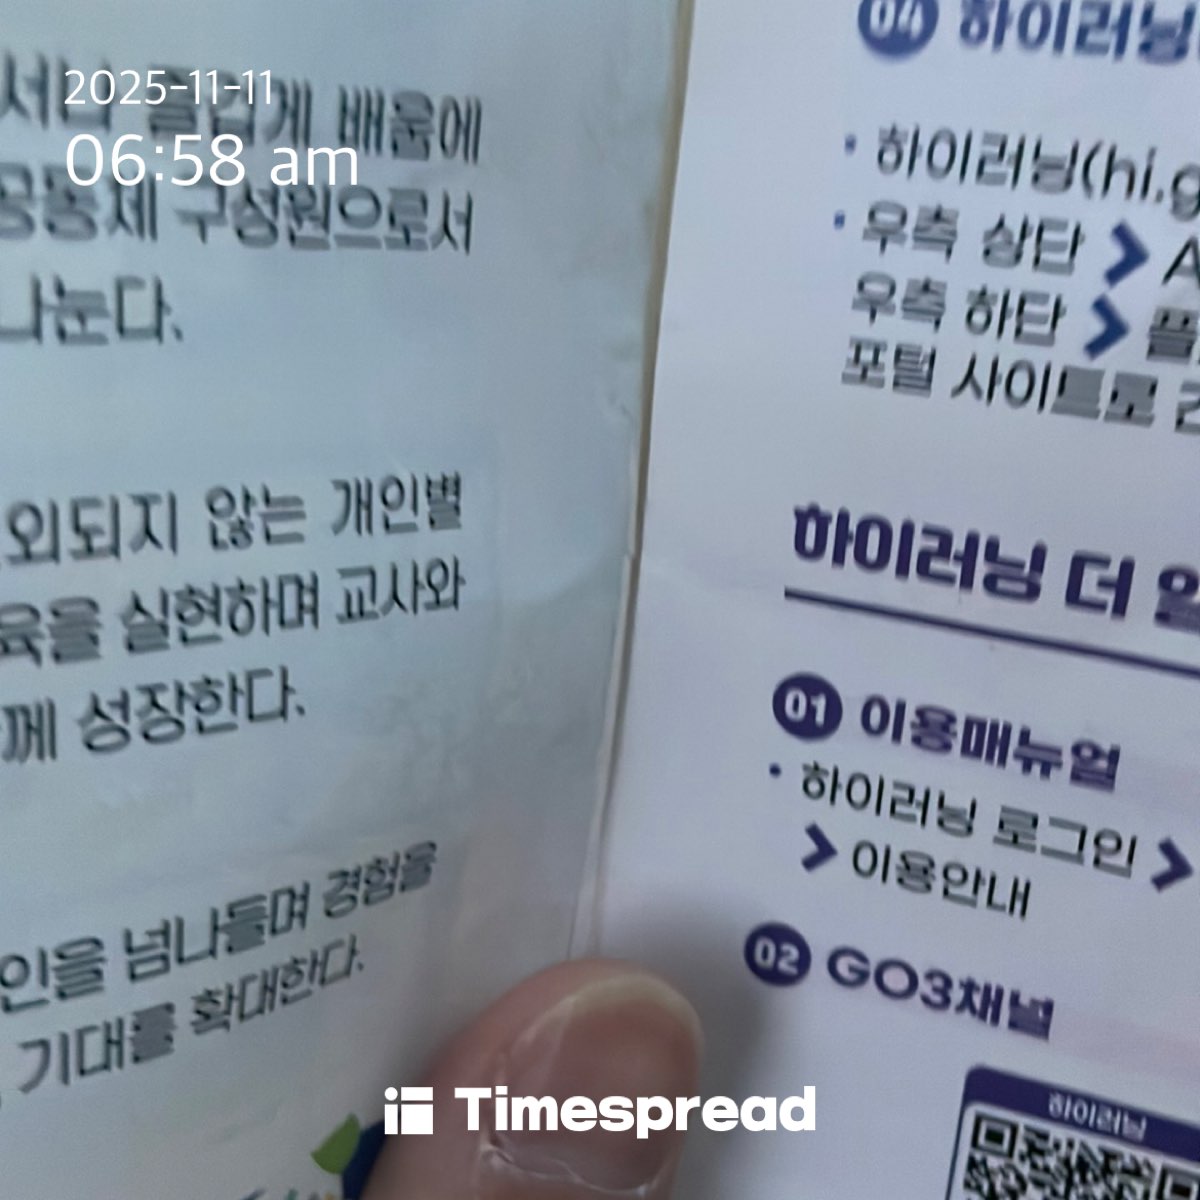 2025-11-11
06:58 am
배움에
구성원으로서
나눈다.
외되지 않는 개인별
육을 실현하며 교사와
께 성장한다.
인을 넘나들며 경험을
기대를 확대한다.
04 하이러닝
· 하이러닝(hi.g
· 우측 상단 > A
우측 하단 >
포털 사이트로
하이러닝 더
01 이용매뉴얼
· 하이러닝 로그인 >
> 이용안내
02 GO3채널
하이러닝
Timespread